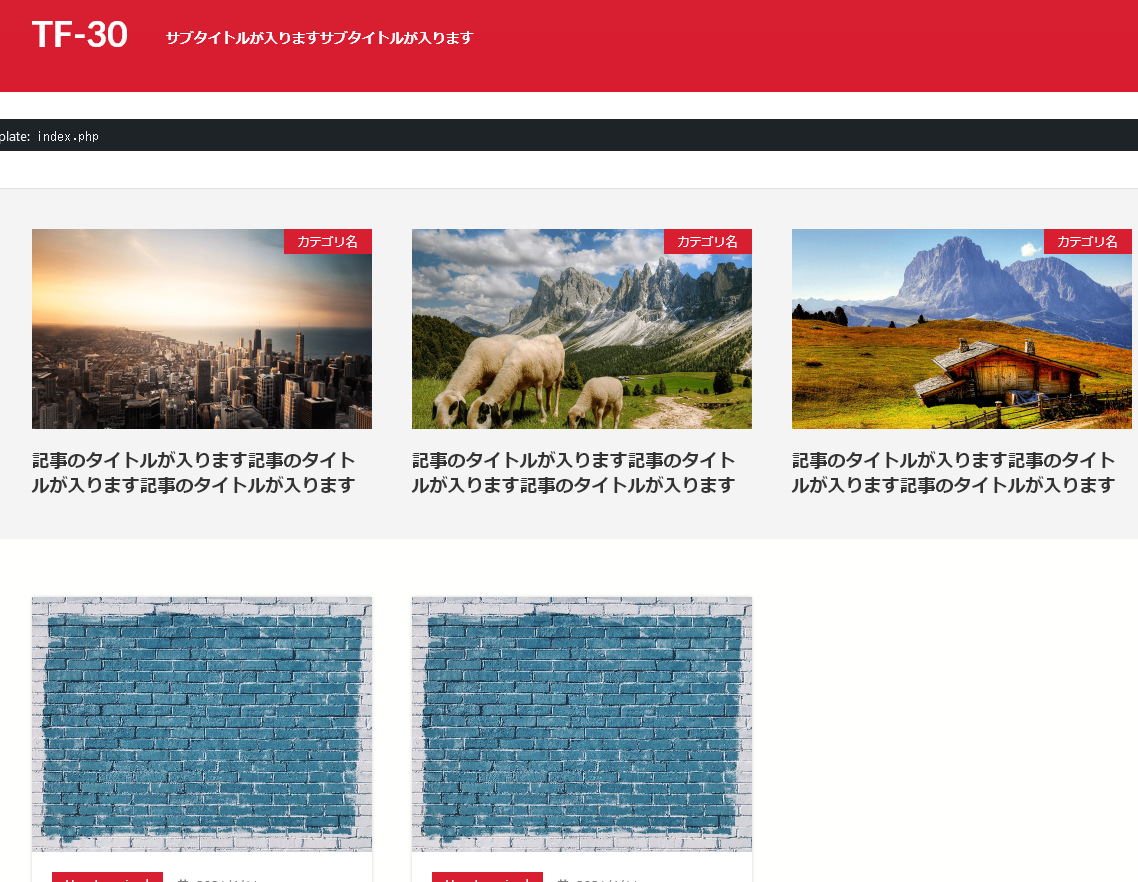 TF-30
サブタイトルが入りますサブタイトルが入ります
plate: index.php
カテゴリ名
カテゴリ名
カテゴリ名
記事のタイトルが入ります記事のタイト
ルが入ります記事のタイトルが入ります
記事のタイトルが入ります記事のタイト
ルが入ります記事のタイトルが入ります
記事のタイトルが入ります記事のタイト
ルが入ります記事のタイトルが入ります